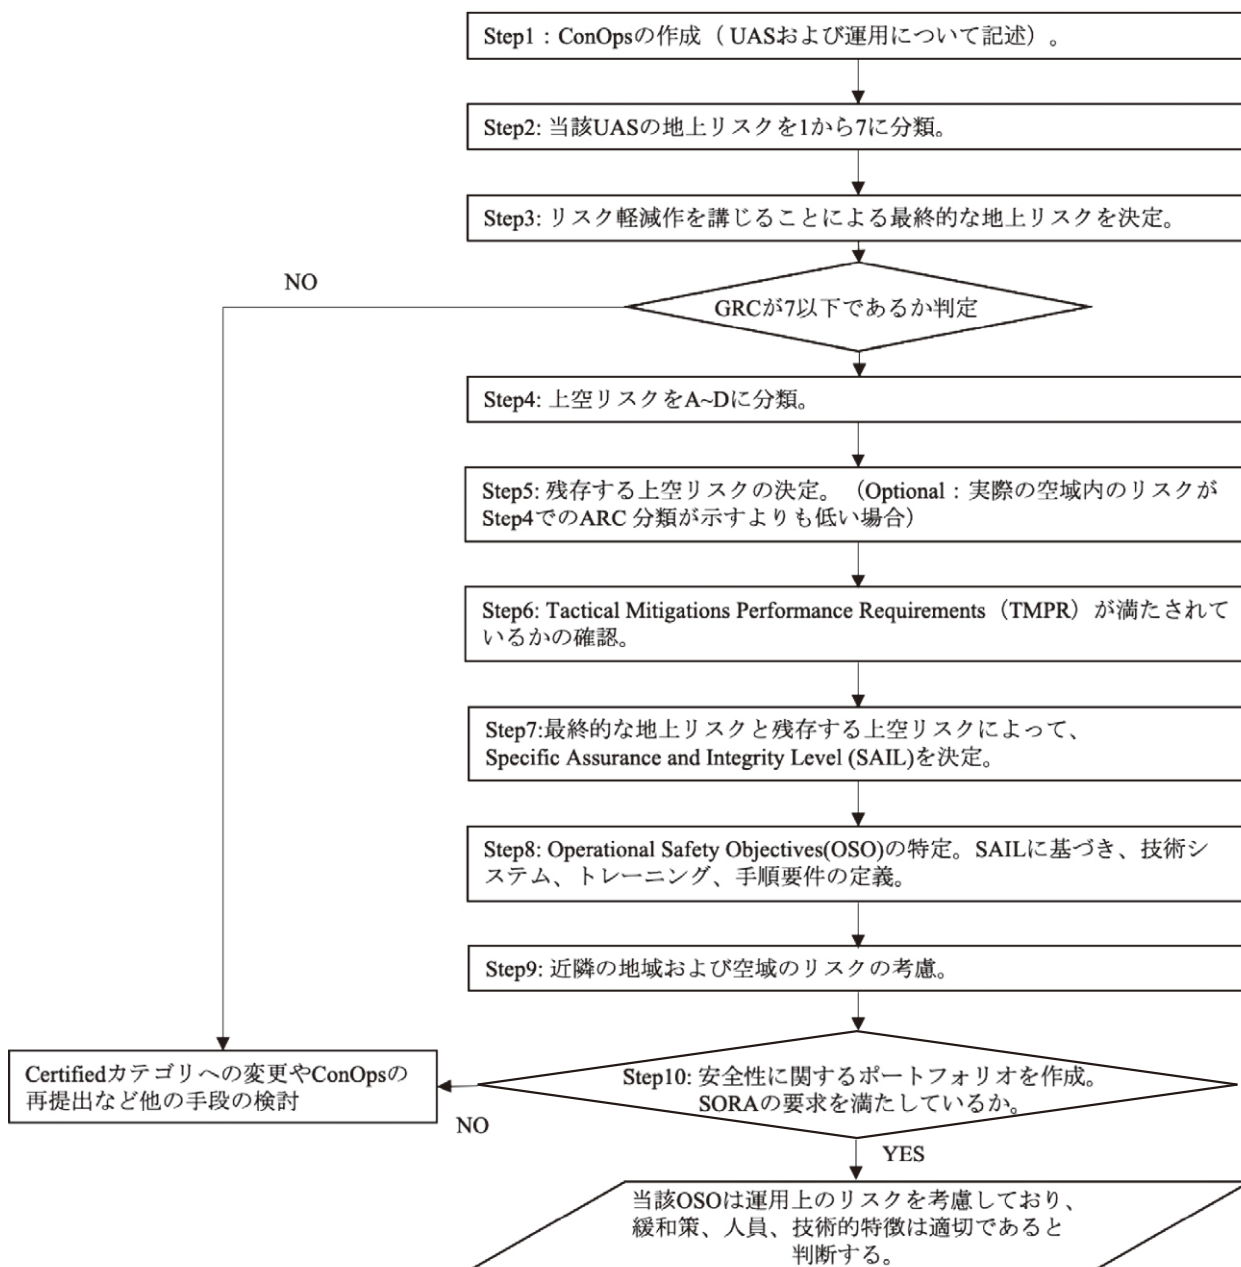 Step1：ConOpsの作成（ UASおよび運用について記述）。
Step2: 当該UASの地上リスクを1から7に分類。
Step3: リスク軽減作を講じることによる最終的な地上リスクを決定。
NO
GRCが7以下であるか判定
Step4: 上空リスクをA~Dに分類。
Step5: 残存する上空リスクの決定。（Optional：実際の空域内のリスクが
Step4でのARC 分類が示すよりも低い場合）
Step6: Tactical Mitigations Performance Requirements（TMPR）が満たされて
いるかの確認。
Step7:最終的な地上リスクと残存する上空リスクによって、
Specific Assurance and Integrity Level (SAIL)を決定。
Step8: Operational Safety Objectives(OSO)の特定。SAILに基づき、技術シ
ステム、トレーニング、手順要件の定義。
Step9: 近隣の地域および空域のリスクの考慮。
Certifiedカテゴリへの変更やConOpsの
再提出など他の手段の検討
Step10: 安全性に関するポートフォリオを作成。
SORAの要求を満たしているか。
NO
YES
当該OSOは運用上のリスクを考慮しており、
緩和策、人員、技術的特徴は適切であると
判断する。